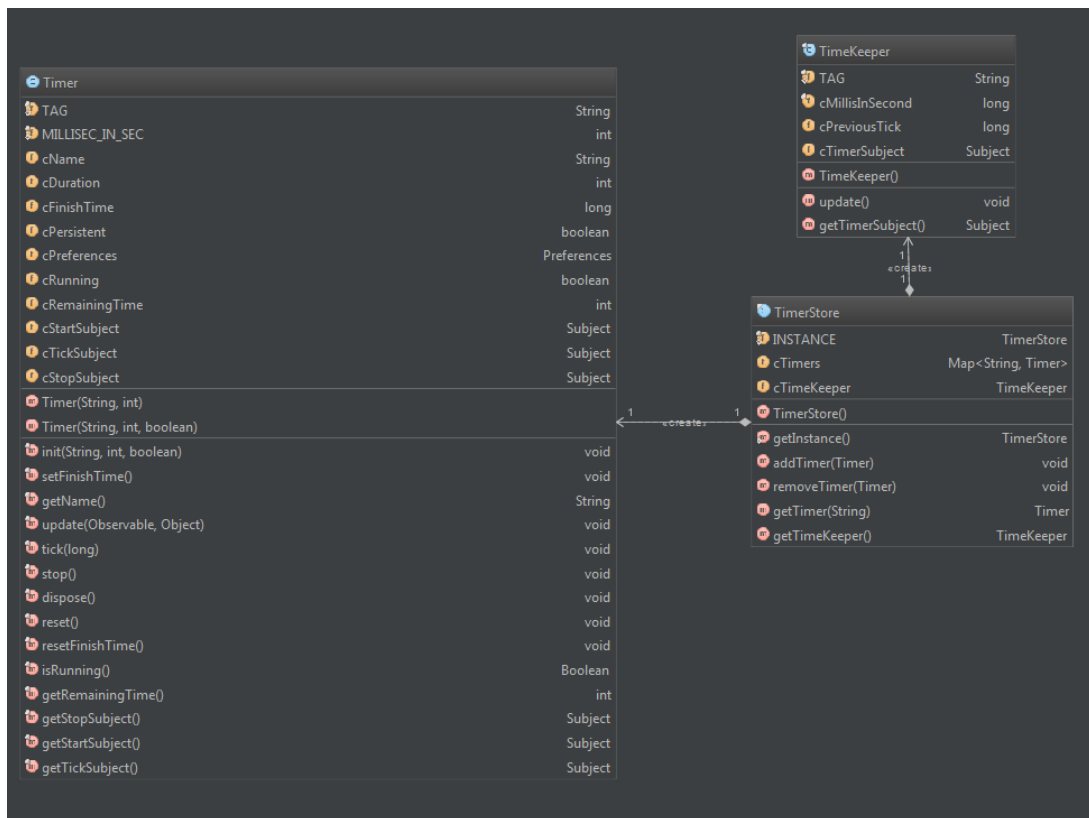 Timer
TAG String
MILLISEC_IN_SEC int
cName String
cDuration int
cFinishTime long
cPersistent boolean
cPreferences Preferences
cRunning boolean
cRemainingTime int
cStartSubject Subject
cTickSubject Subject
cStopSubject Subject
Timer(String, int)
Timer(String, int, boolean)
init(String, int, boolean) void
setFinishTime() void
getName() String
update(Observable, Object) void
tick(long) void
stop() void
dispose() void
reset() void
resetFinishTime() void
isRunning() Boolean
getRemainingTime() int
getStopSubject() Subject
getStartSubject() Subject
getTickSubject() Subject
1 «create» 1
TimeKeeper
TAG String
cMillisInSecond long
cPreviousTick long
cTimerSubject Subject
TimeKeeper()
update() void
getTimerSubject() Subject
1
«create»
1
TimerStore
INSTANCE TimerStore
cTimers Map<String, Timer>
cTimeKeeper TimeKeeper
TimerStore()
getInstance() TimerStore
addTimer(Timer) void
removeTimer(Timer) void
getTimer(String) Timer
getTimeKeeper() TimeKeeper